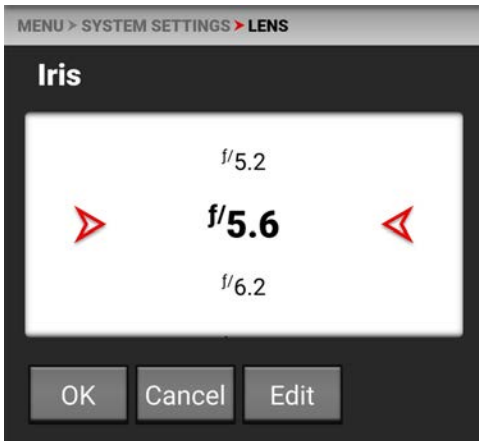 MENU > SYSTEM SETTINGS > LENS
Iris
ƒ/5.2
ƒ/5.6
ƒ/6.2
OK Cancel Edit